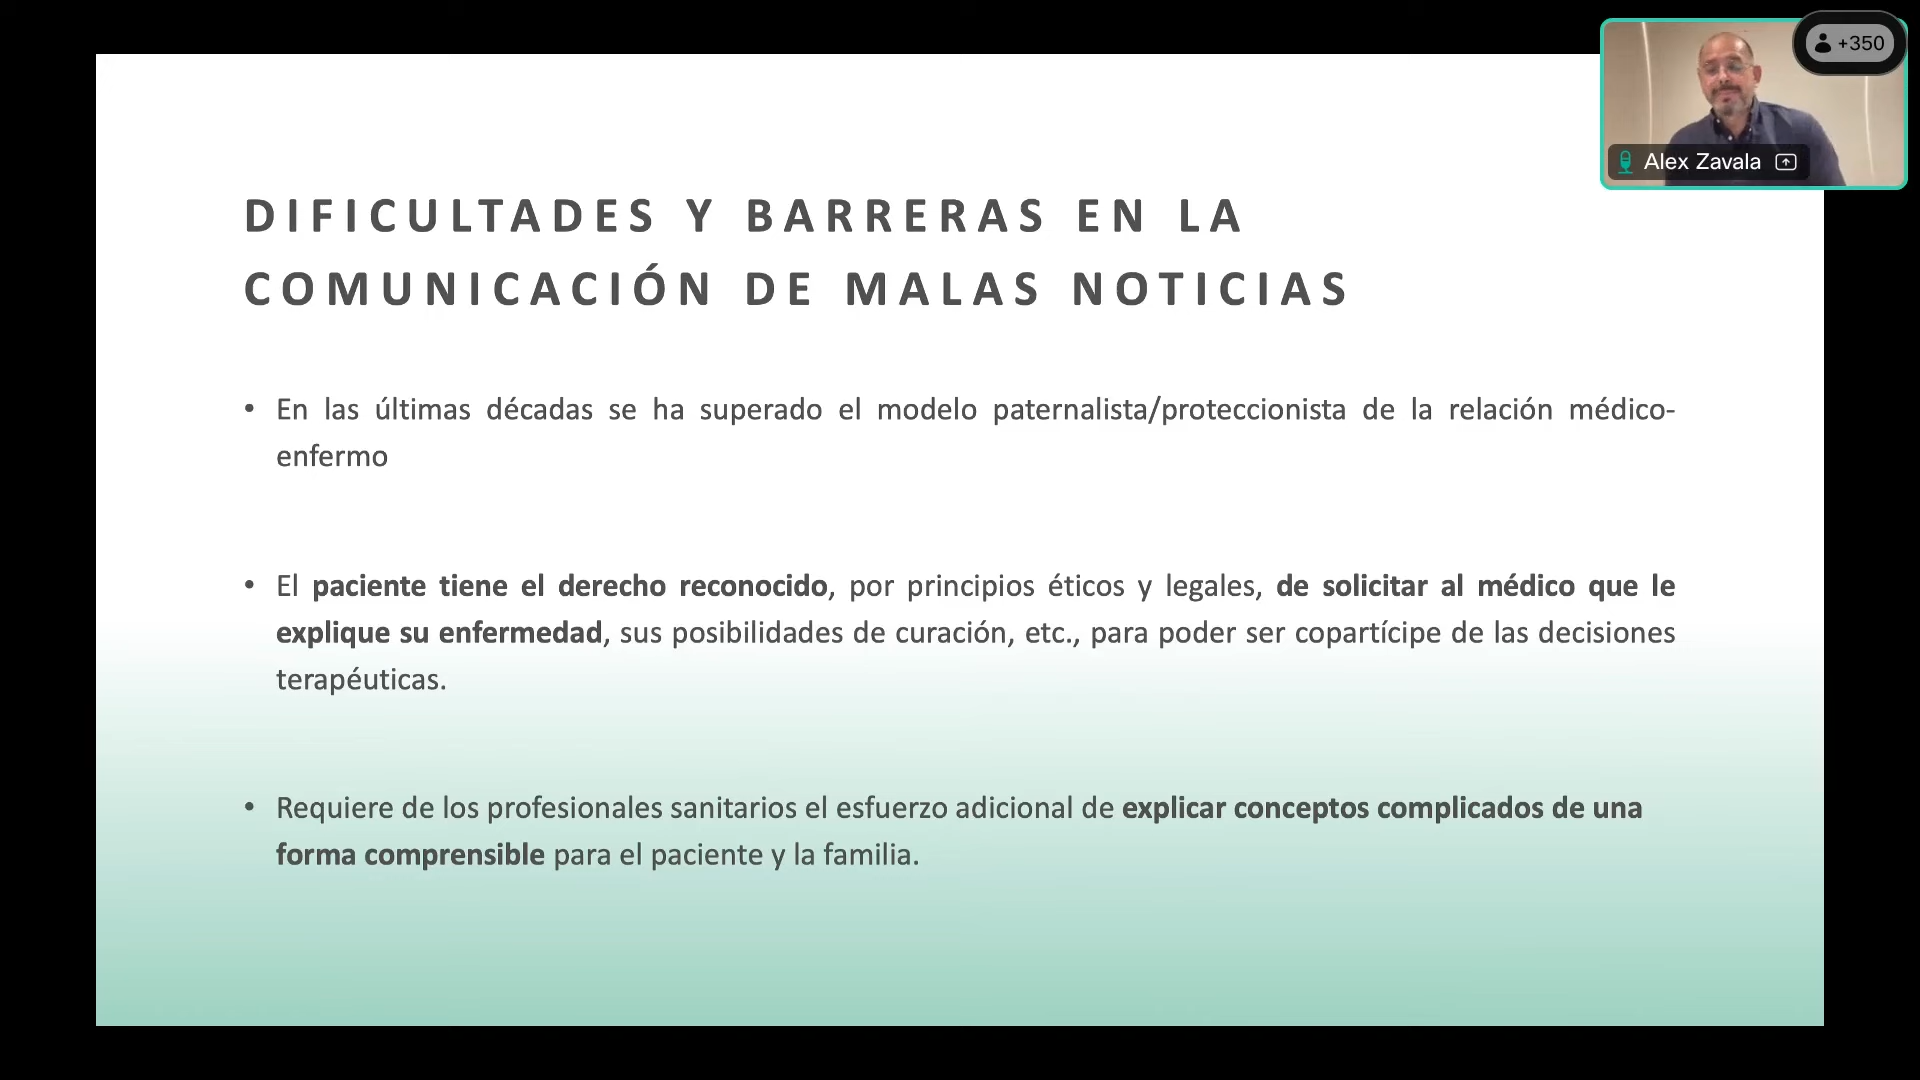 +350
Alex Zavala
DIFICULTADES Y BARRERAS EN LA
COMUNICACIÓN DE MALAS NOTICIAS
• En las últimas décadas se ha superado el modelo paternalista/proteccionista de la relación médico-
enfermo
• El paciente tiene el derecho reconocido, por principios éticos y legales, de solicitar al médico que le
explique su enfermedad, sus posibilidades de curación, etc., para poder ser copartícipe de las decisiones
terapéuticas.
• Requiere de los profesionales sanitarios el esfuerzo adicional de explicar conceptos complicados de una
forma comprensible para el paciente y la familia.